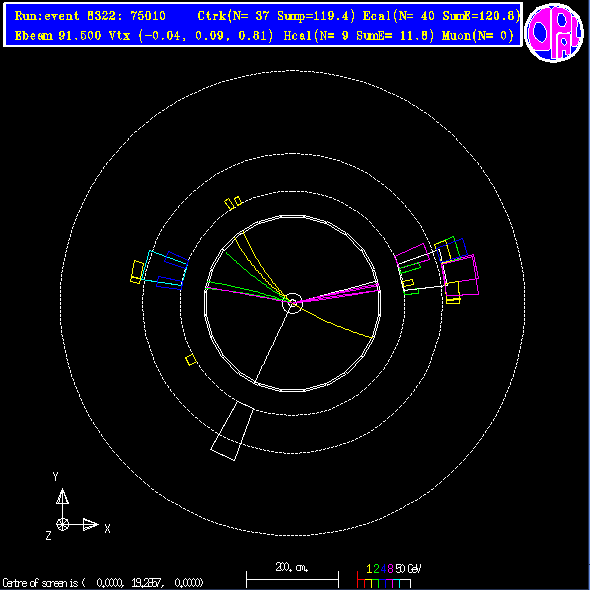 Run:event 8322: 75010 Ctrk(N= 37 Sump=119.4) Ecal(N= 40 SumE=120.8)
Ebeam 91.500 Vtx (-0.04, 0.09, 0.81) Hcal(N= 9 SumE= 11.8) Muon(N= 0)
OPAL
Y
X
Z
200. cm.
1 2 4 8 50 GeV
Centre of screen is ( 0.0000, 19.2857, 0.0000)